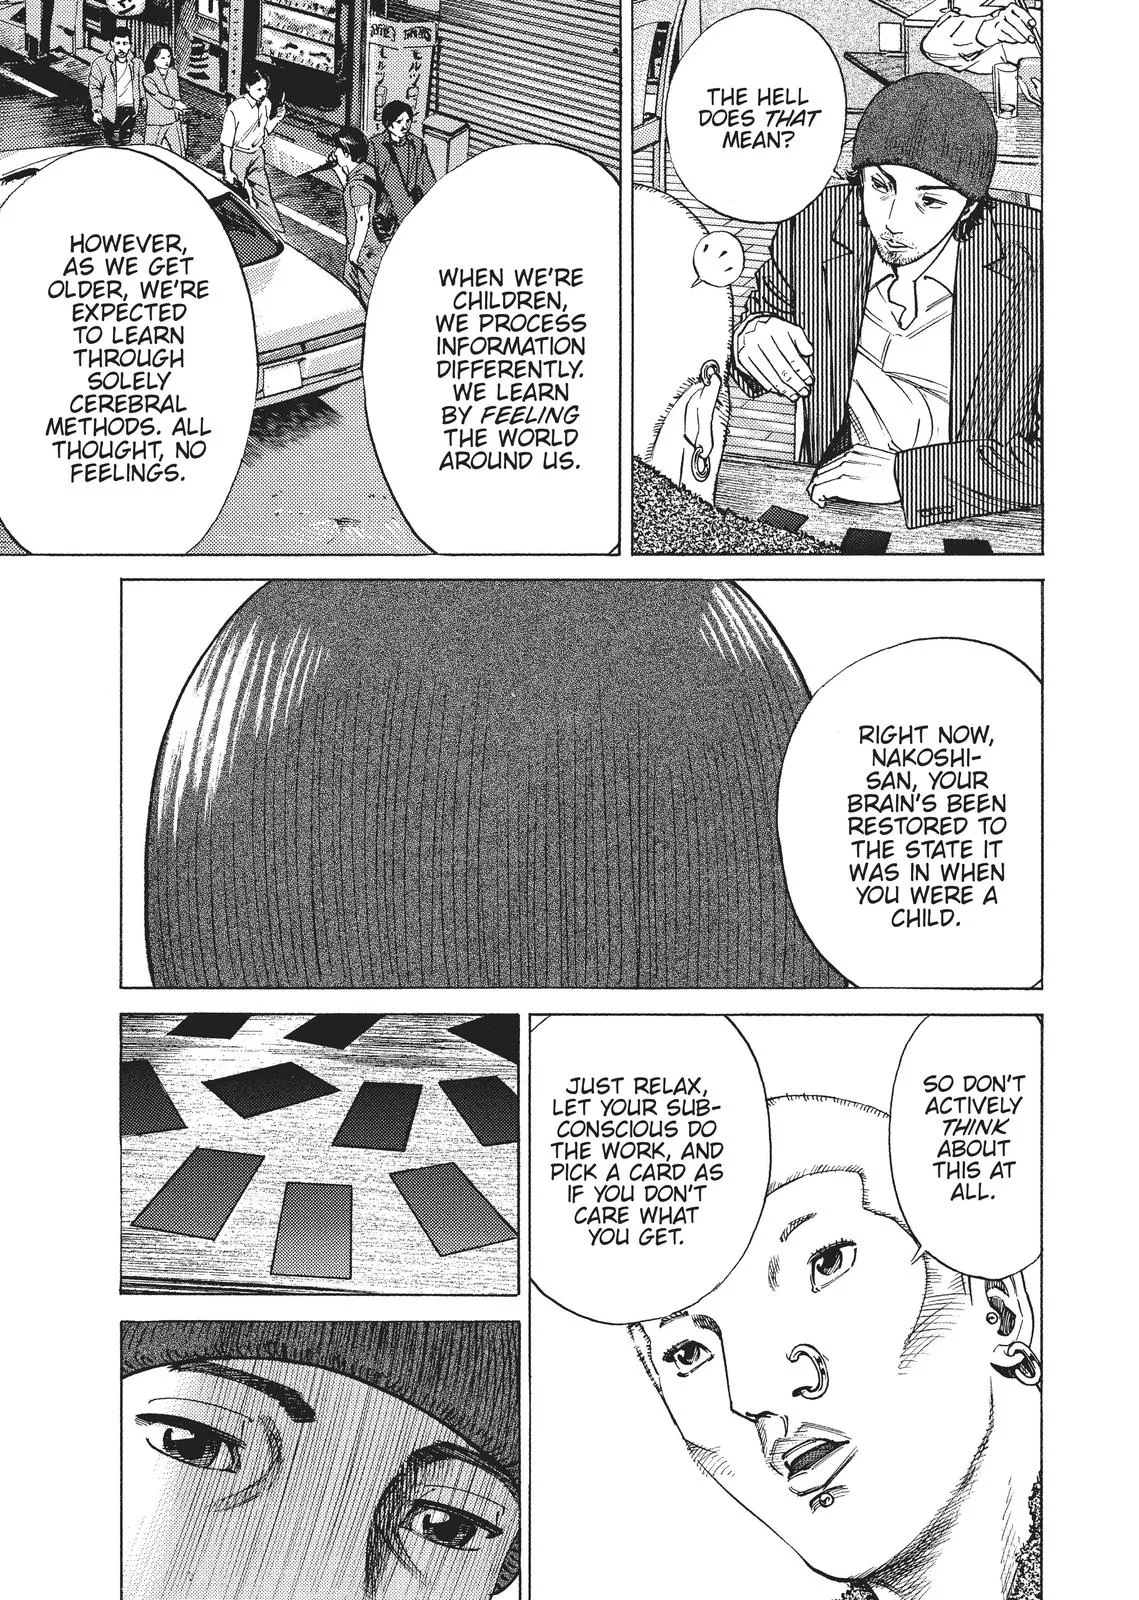 THE HELL
DOES THAT
MEAN?
WHEN WE'RE
CHILDREN,
WE PROCESS
INFORMATION
DIFFERENTLY.
WE LEARN
BY FEELING
THE WORLD
AROUND US.
HOWEVER,
AS WE GET
OLDER, WE'RE
EXPECTED
TO LEARN
THROUGH
SOLELY
CEREBRAL
METHODS. ALL
THOUGHT, NO
FEELINGS.
RIGHT NOW,
NAKOSHI-
SAN, YOUR
BRAIN'S BEEN
RESTORED TO
THE STATE IT
WAS IN WHEN
YOU WERE A
CHILD.
SO DON'T
ACTIVELY
THINK
ABOUT
THIS AT
ALL.
JUST RELAX,
LET YOUR SUB-
CONSCIOUS DO
THE WORK, AND
PICK A CARD AS
IF YOU DON'T
CARE WHAT
YOU GET.